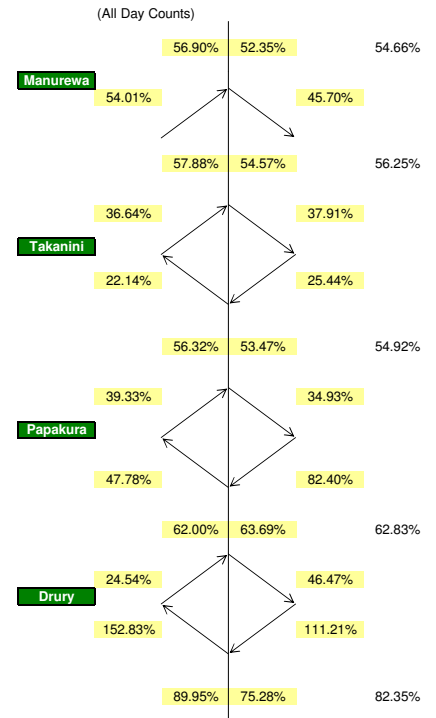 (All Day Counts)
56.90% 52.35% 54.66%
Manurewa
54.01% 45.70%
57.88% 54.57% 56.25%
36.64% 37.91%
Takanini
22.14% 25.44%
56.32% 53.47% 54.92%
39.33% 34.93%
Papakura
47.78% 82.40%
62.00% 63.69% 62.83%
24.54% 46.47%
Drury
152.83% 111.21%
89.95% 75.28% 82.35%